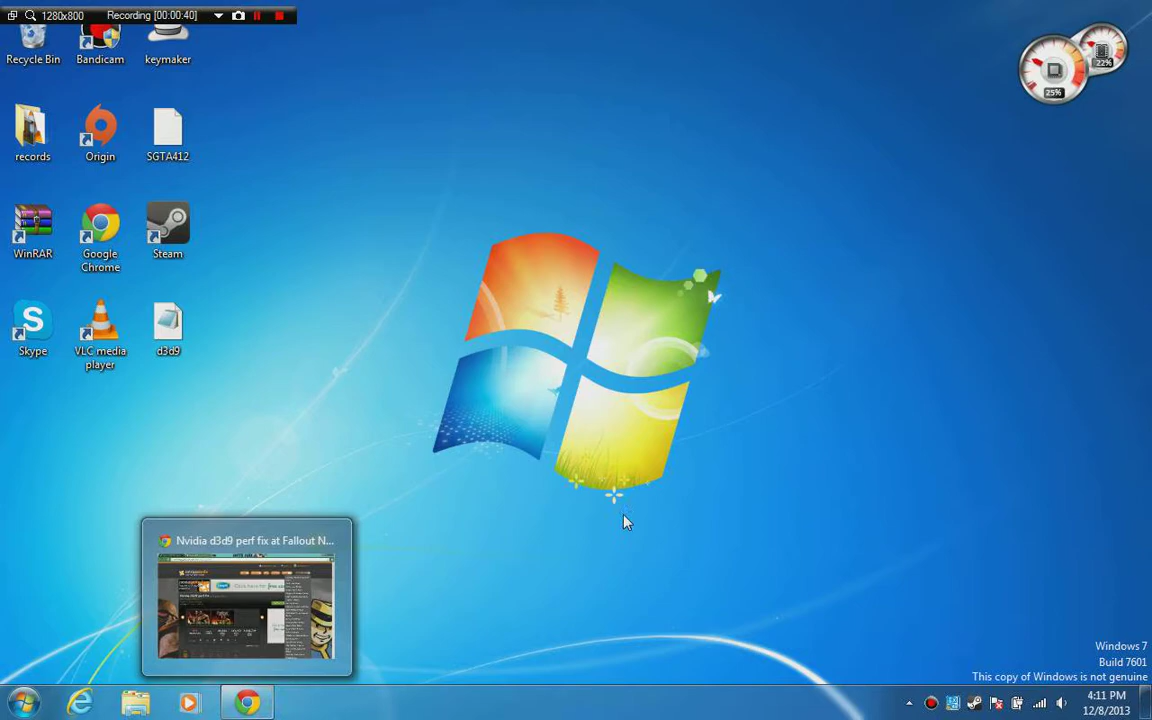 1280x800 Recording [00:00:40]
Recycle Bin
Bandicam
keymaker
22%
25%
records
Origin
SGTA412
WinRAR
Google
Chrome
Steam
Skype
VLC media
player
d3d9
Nvidia d3d9 perf fix at Fallout N...
Windows 7
Build 7601
This copy of Windows is not genuine
4:11 PM
12/8/2013